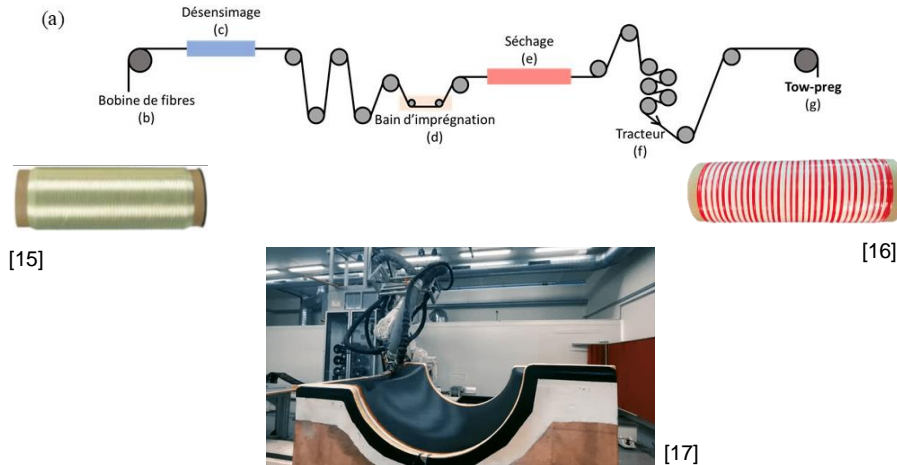 (a)
Désensimage
(c)
Séchage
(e)
Bobine de fibres
(b)
Bain d'imprégnation
(d)
Tracteur
(f)
Tow-preg
(g)
[15]
[16]
[17]